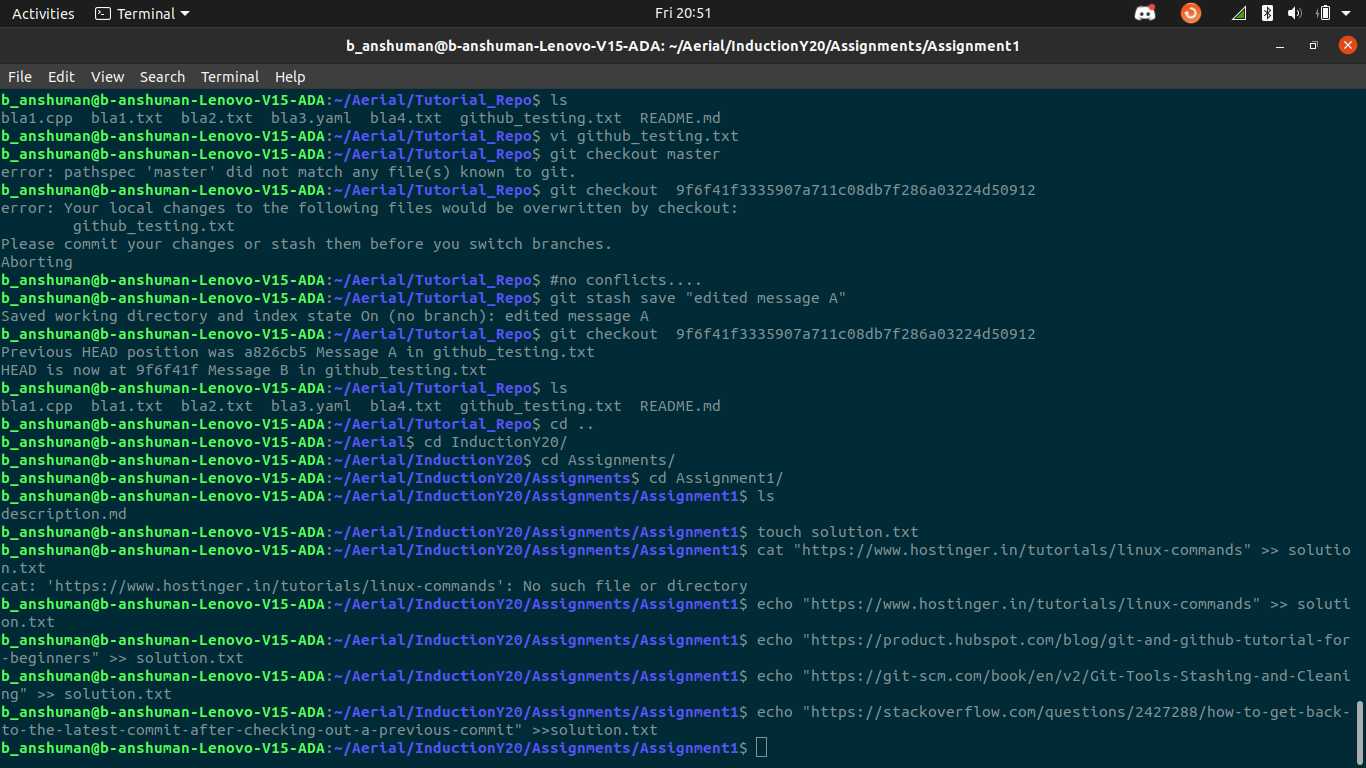 Activities Terminal Fri 20:51
b_anshuman@b-anshuman-Lenovo-V15-ADA: ~/Aerial/InductionY20/Assignments/Assignment1
File Edit View Search Terminal Help
b_anshuman@b-anshuman-Lenovo-V15-ADA:~/Aerial/Tutorial_Repo$ ls
bla1.cpp  bla1.txt  bla2.txt  bla3.yaml  bla4.txt  github_testing.txt  README.md
b_anshuman@b-anshuman-Lenovo-V15-ADA:~/Aerial/Tutorial_Repo$ vi github_testing.txt
b_anshuman@b-anshuman-Lenovo-V15-ADA:~/Aerial/Tutorial_Repo$ git checkout master
error: pathspec 'master' did not match any file(s) known to git.
b_anshuman@b-anshuman-Lenovo-V15-ADA:~/Aerial/Tutorial_Repo$ git checkout  9f6f41f3335907a711c08db7f286a03224d50912
error: Your local changes to the following files would be overwritten by checkout:
        github_testing.txt
Please commit your changes or stash them before you switch branches.
Aborting
b_anshuman@b-anshuman-Lenovo-V15-ADA:~/Aerial/Tutorial_Repo$ #no conflicts....
b_anshuman@b-anshuman-Lenovo-V15-ADA:~/Aerial/Tutorial_Repo$ git stash save "edited message A"
Saved working directory and index state On (no branch): edited message A
b_anshuman@b-anshuman-Lenovo-V15-ADA:~/Aerial/Tutorial_Repo$ git checkout  9f6f41f3335907a711c08db7f286a03224d50912
Previous HEAD position was a826cb5 Message A in github_testing.txt
HEAD is now at 9f6f41f Message B in github_testing.txt
b_anshuman@b-anshuman-Lenovo-V15-ADA:~/Aerial/Tutorial_Repo$ ls
bla1.cpp  bla1.txt  bla2.txt  bla3.yaml  bla4.txt  github_testing.txt  README.md
b_anshuman@b-anshuman-Lenovo-V15-ADA:~/Aerial/Tutorial_Repo$ cd ..
b_anshuman@b-anshuman-Lenovo-V15-ADA:~/Aerial$ cd InductionY20/
b_anshuman@b-anshuman-Lenovo-V15-ADA:~/Aerial/InductionY20$ cd Assignments/
b_anshuman@b-anshuman-Lenovo-V15-ADA:~/Aerial/InductionY20/Assignments$ cd Assignment1/
b_anshuman@b-anshuman-Lenovo-V15-ADA:~/Aerial/InductionY20/Assignments/Assignment1$ ls
description.md
b_anshuman@b-anshuman-Lenovo-V15-ADA:~/Aerial/InductionY20/Assignments/Assignment1$ touch solution.txt
b_anshuman@b-anshuman-Lenovo-V15-ADA:~/Aerial/InductionY20/Assignments/Assignment1$ cat "https://www.hostinger.in/tutorials/linux-commands" >> solutio
n.txt
cat: 'https://www.hostinger.in/tutorials/linux-commands': No such file or directory
b_anshuman@b-anshuman-Lenovo-V15-ADA:~/Aerial/InductionY20/Assignments/Assignment1$ echo "https://www.hostinger.in/tutorials/linux-commands" >> soluti
on.txt
b_anshuman@b-anshuman-Lenovo-V15-ADA:~/Aerial/InductionY20/Assignments/Assignment1$ echo "https://product.hubspot.com/blog/git-and-github-tutorial-for
-beginners" >> solution.txt
b_anshuman@b-anshuman-Lenovo-V15-ADA:~/Aerial/InductionY20/Assignments/Assignment1$ echo "https://git-scm.com/book/en/v2/Git-Tools-Stashing-and-Cleani
ng" >> solution.txt
b_anshuman@b-anshuman-Lenovo-V15-ADA:~/Aerial/InductionY20/Assignments/Assignment1$ echo "https://stackoverflow.com/questions/2427288/how-to-get-back-
to-the-latest-commit-after-checking-out-a-previous-commit" >>solution.txt
b_anshuman@b-anshuman-Lenovo-V15-ADA:~/Aerial/InductionY20/Assignments/Assignment1$